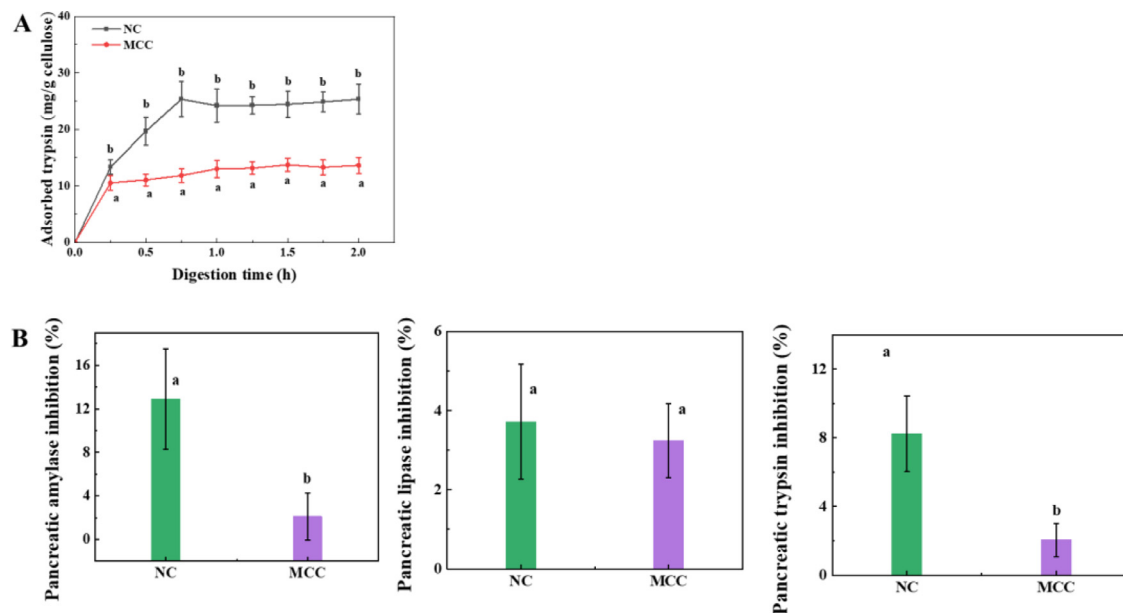 A
NC
MCC
Adsorbed trypsin (mg/g cellulose)
40
30
20
10
0
b b b b b b b b
a a a a a a a a
0.0 0.5 1.0 1.5 2.0
Digestion time (h)
B
Pancreatic amylase inhibition (%)
16
12
8
4
0
a
b
NC MCC
Pancreatic lipase inhibition (%)
6
4
2
0
a
a
NC MCC
Pancreatic trypsin inhibition (%)
12
8
4
0
a
b
NC MCC